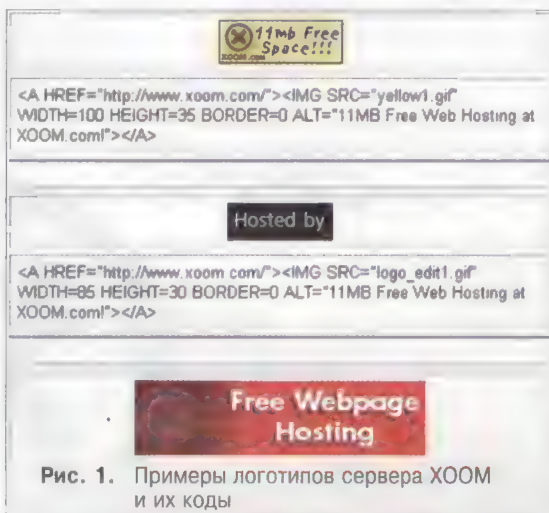 11mb Free
Space!!!
XOOM.com
<A HREF="http://www.xoom.com/"><IMG SRC="yellow1.gif"
WIDTH=100 HEIGHT=35 BORDER=0 ALT="11MB Free Web Hosting at
XOOM.com!"></A>
Hosted by
<A HREF="http://www.xoom.com/"><IMG SRC="logo_edit1.gif"
WIDTH=85 HEIGHT=30 BORDER=0 ALT="11MB Free Web Hosting at
XOOM.com!"></A>
Free Webpage
Hosting
Рис. 1. Примеры логотипов сервера XOOM
и их коды